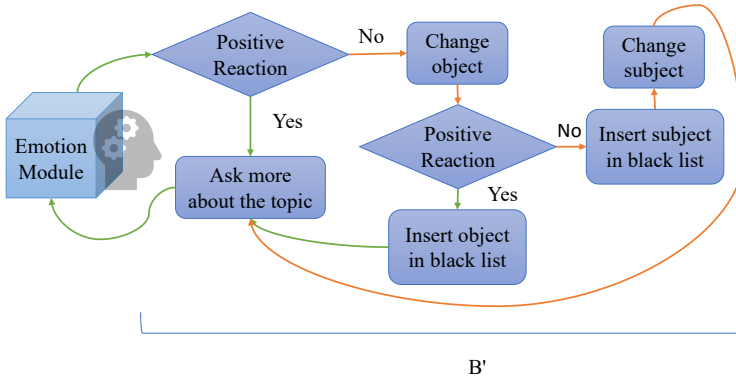 Positive
Reaction
No
Change
object
Change
subject
Emotion
Module
Yes
Positive
Reaction
No
Insert subject
in black list
Ask more
about the topic
Yes
Insert object
in black list
B'